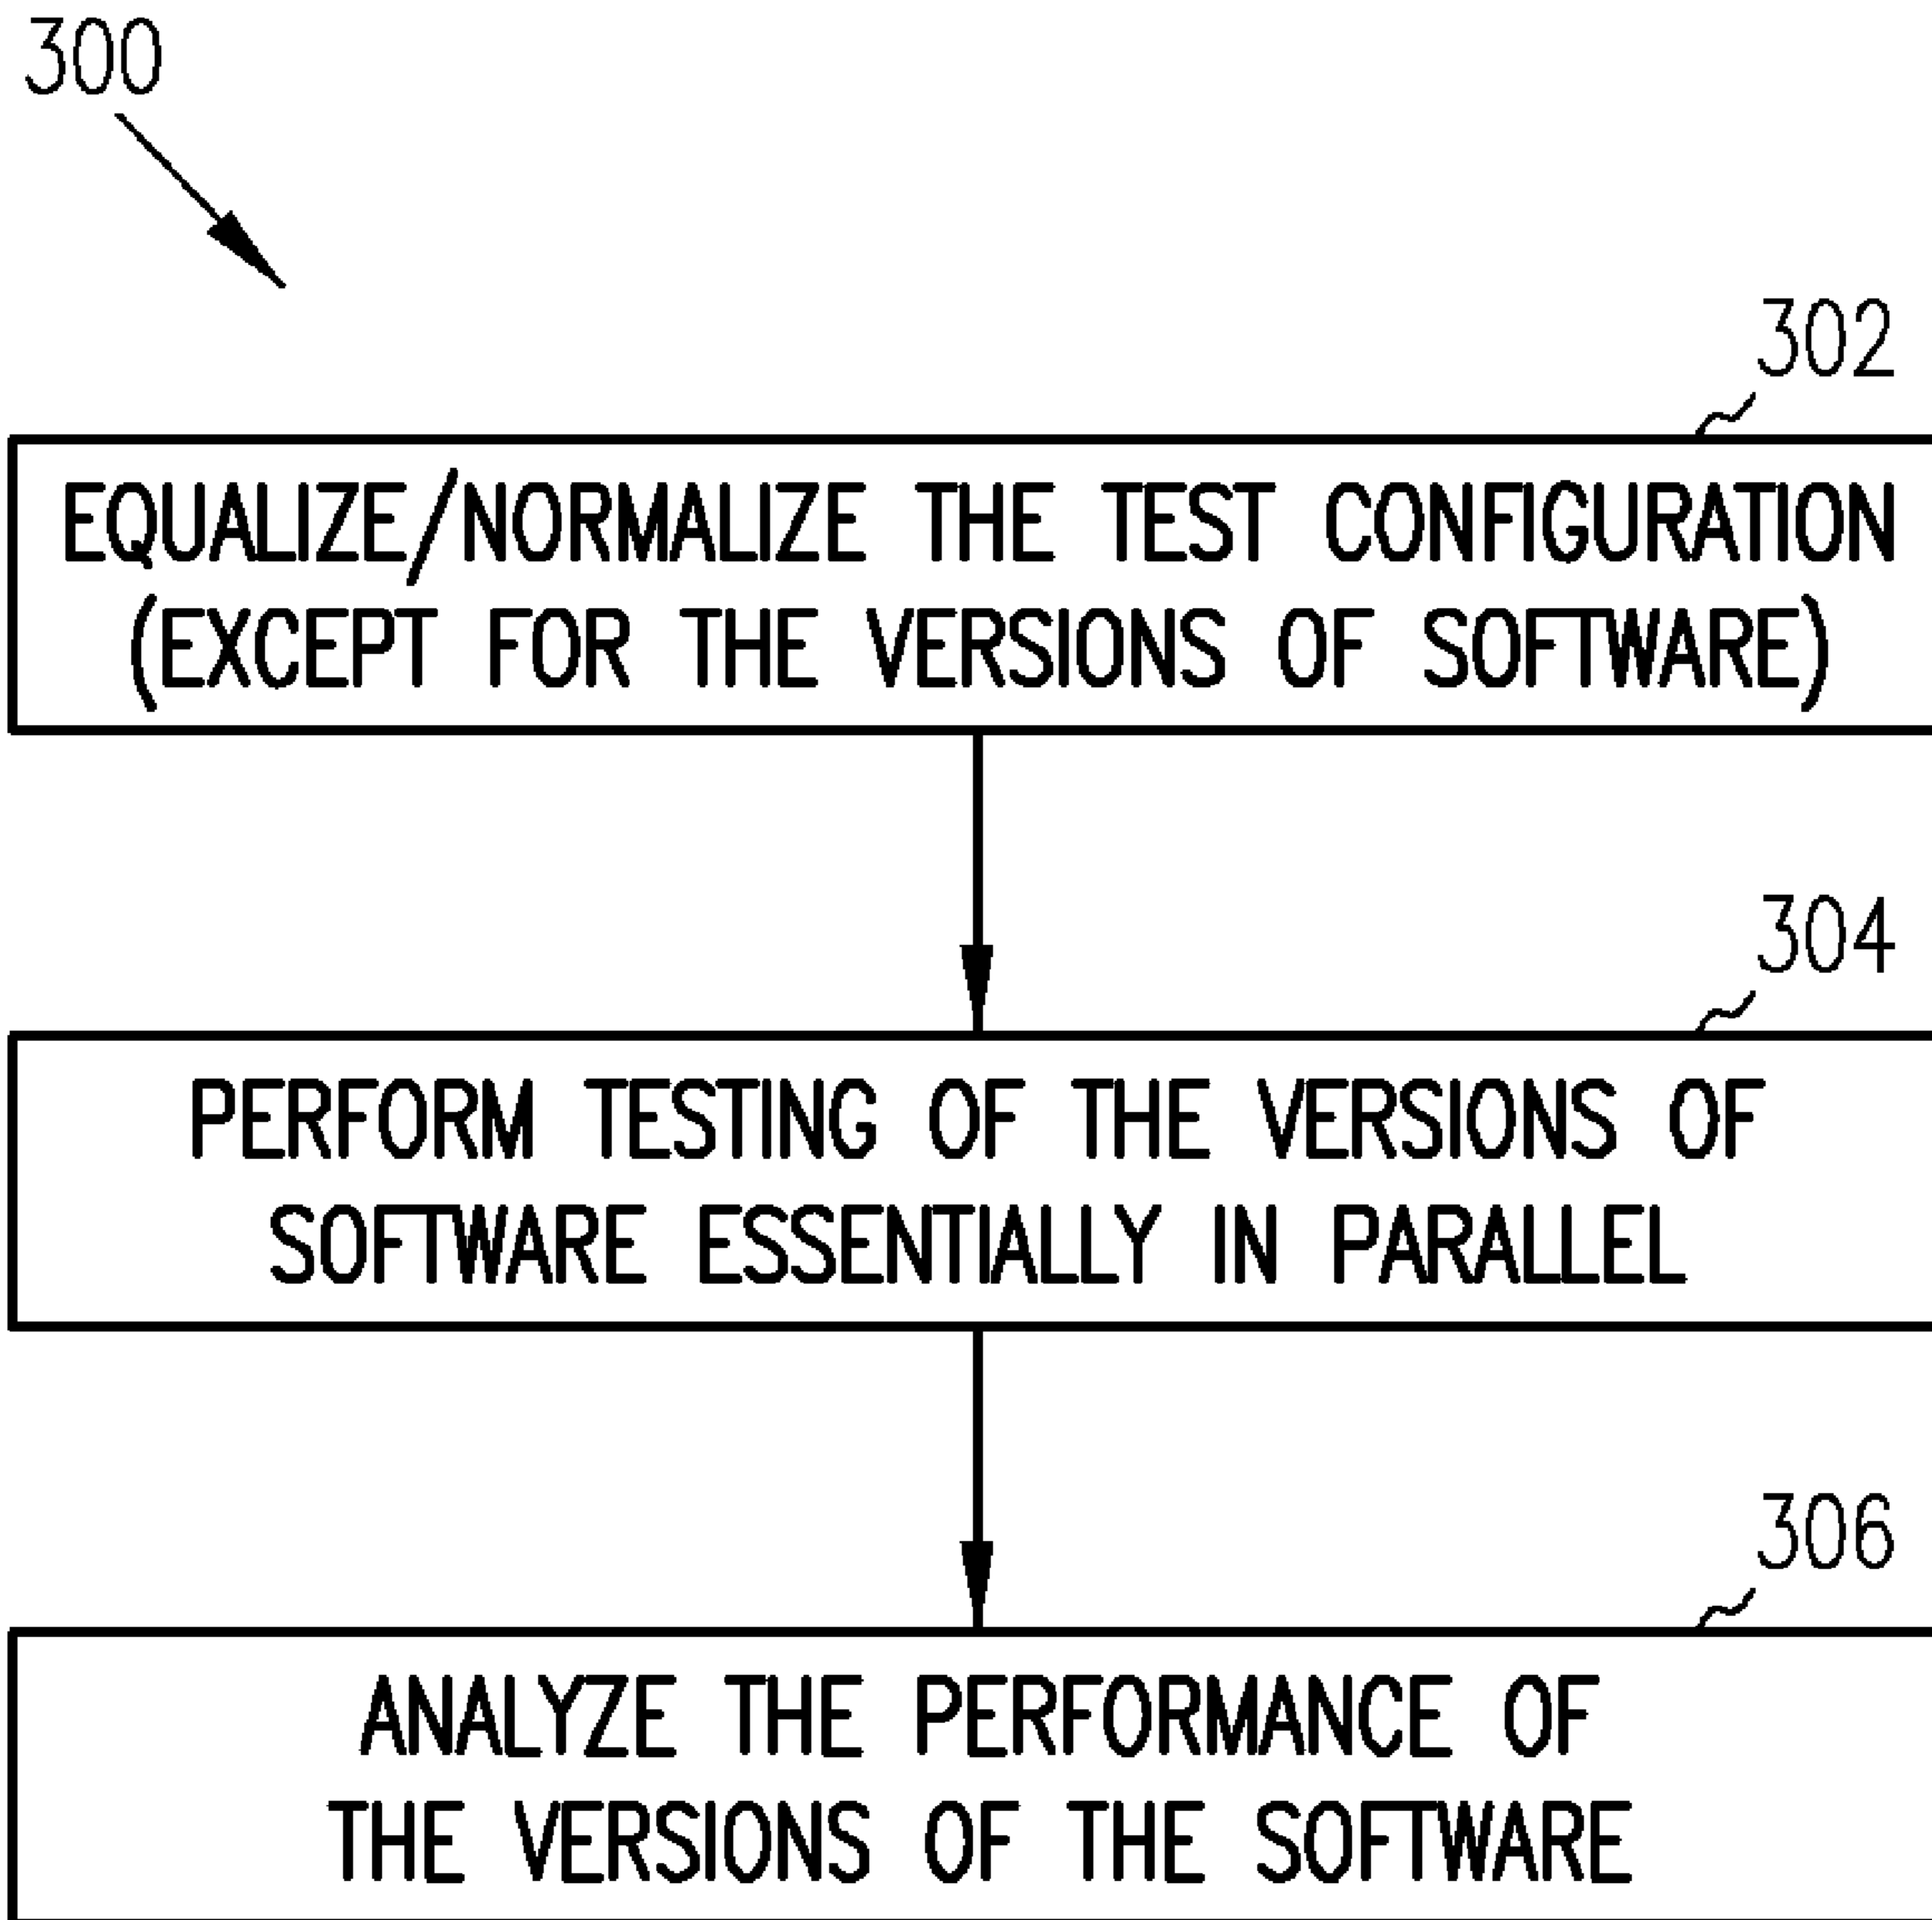 300
302
EQUALIZE/NORMALIZE THE TEST CONFIGURATION
(EXCEPT FOR THE VERSIONS OF SOFTWARE)
304
PERFORM TESTING OF THE VERSIONS OF
SOFTWARE ESSENTIALLY IN PARALLEL
306
ANALYZE THE PERFORMANCE OF
THE VERSIONS OF THE SOFTWARE